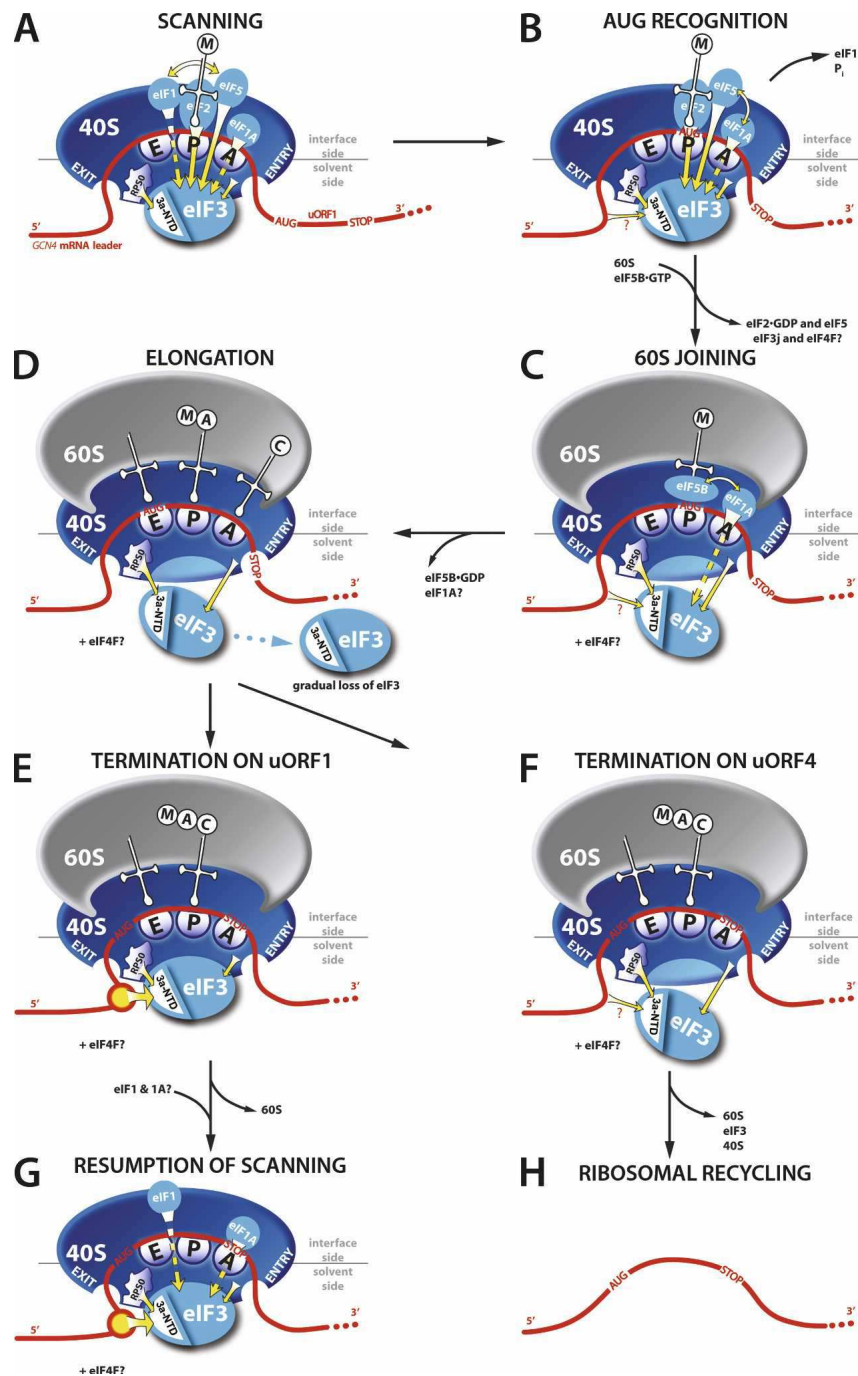 A
SCANNING
M
eIF1
eIF2
eIF5
eIF1A
40S
E
P
A
EXIT
ENTRY
interface
side
solvent
side
RPS0
3a-NTD
eIF3
5′
GCN4 mRNA leader
AUG
uORF1
STOP
3′
B
AUG RECOGNITION
M
eIF1
Pi
eIF2
eIF5
eIF1A
40S
AUG
E
P
A
EXIT
ENTRY
interface
side
solvent
side
RPS0
3a-NTD
eIF3
?
STOP
5′
3′
60S
eIF5B•GTP
eIF2•GDP and eIF5
eIF3j and eIF4F?
D
ELONGATION
M
A
C
60S
40S
AUG
E
P
A
EXIT
ENTRY
interface
side
solvent
side
RPS0
STOP
5′
3′
3a-NTD
eIF3
+ eIF4F?
3a-NTD
eIF3
gradual loss of eIF3
C
60S JOINING
M
60S
eIF5B
eIF1A
40S
AUG
E
P
A
EXIT
ENTRY
interface
side
solvent
side
RPS0
STOP
5′
3′
?
3a-NTD
eIF3
+ eIF4F?
eIF5B•GDP
eIF1A?
E
TERMINATION ON uORF1
M
A
C
60S
40S
AUG
E
P
A
STOP
EXIT
ENTRY
interface
side
solvent
side
RPS0
3a-NTD
eIF3
5′
3′
+ eIF4F?
eIF1 & 1A?
60S
F
TERMINATION ON uORF4
M
A
C
60S
40S
AUG
E
P
A
STOP
EXIT
ENTRY
interface
side
solvent
side
RPS0
5′
3′
?
3a-NTD
eIF3
+ eIF4F?
60S
eIF3
40S
G
RESUMPTION OF SCANNING
eIF1
eIF1A
40S
AUG
E
P
A
STOP
EXIT
ENTRY
interface
side
solvent
side
RPS0
3a-NTD
eIF3
5′
3′
+ eIF4F?
H
RIBOSOMAL RECYCLING
AUG
STOP
5′
3′